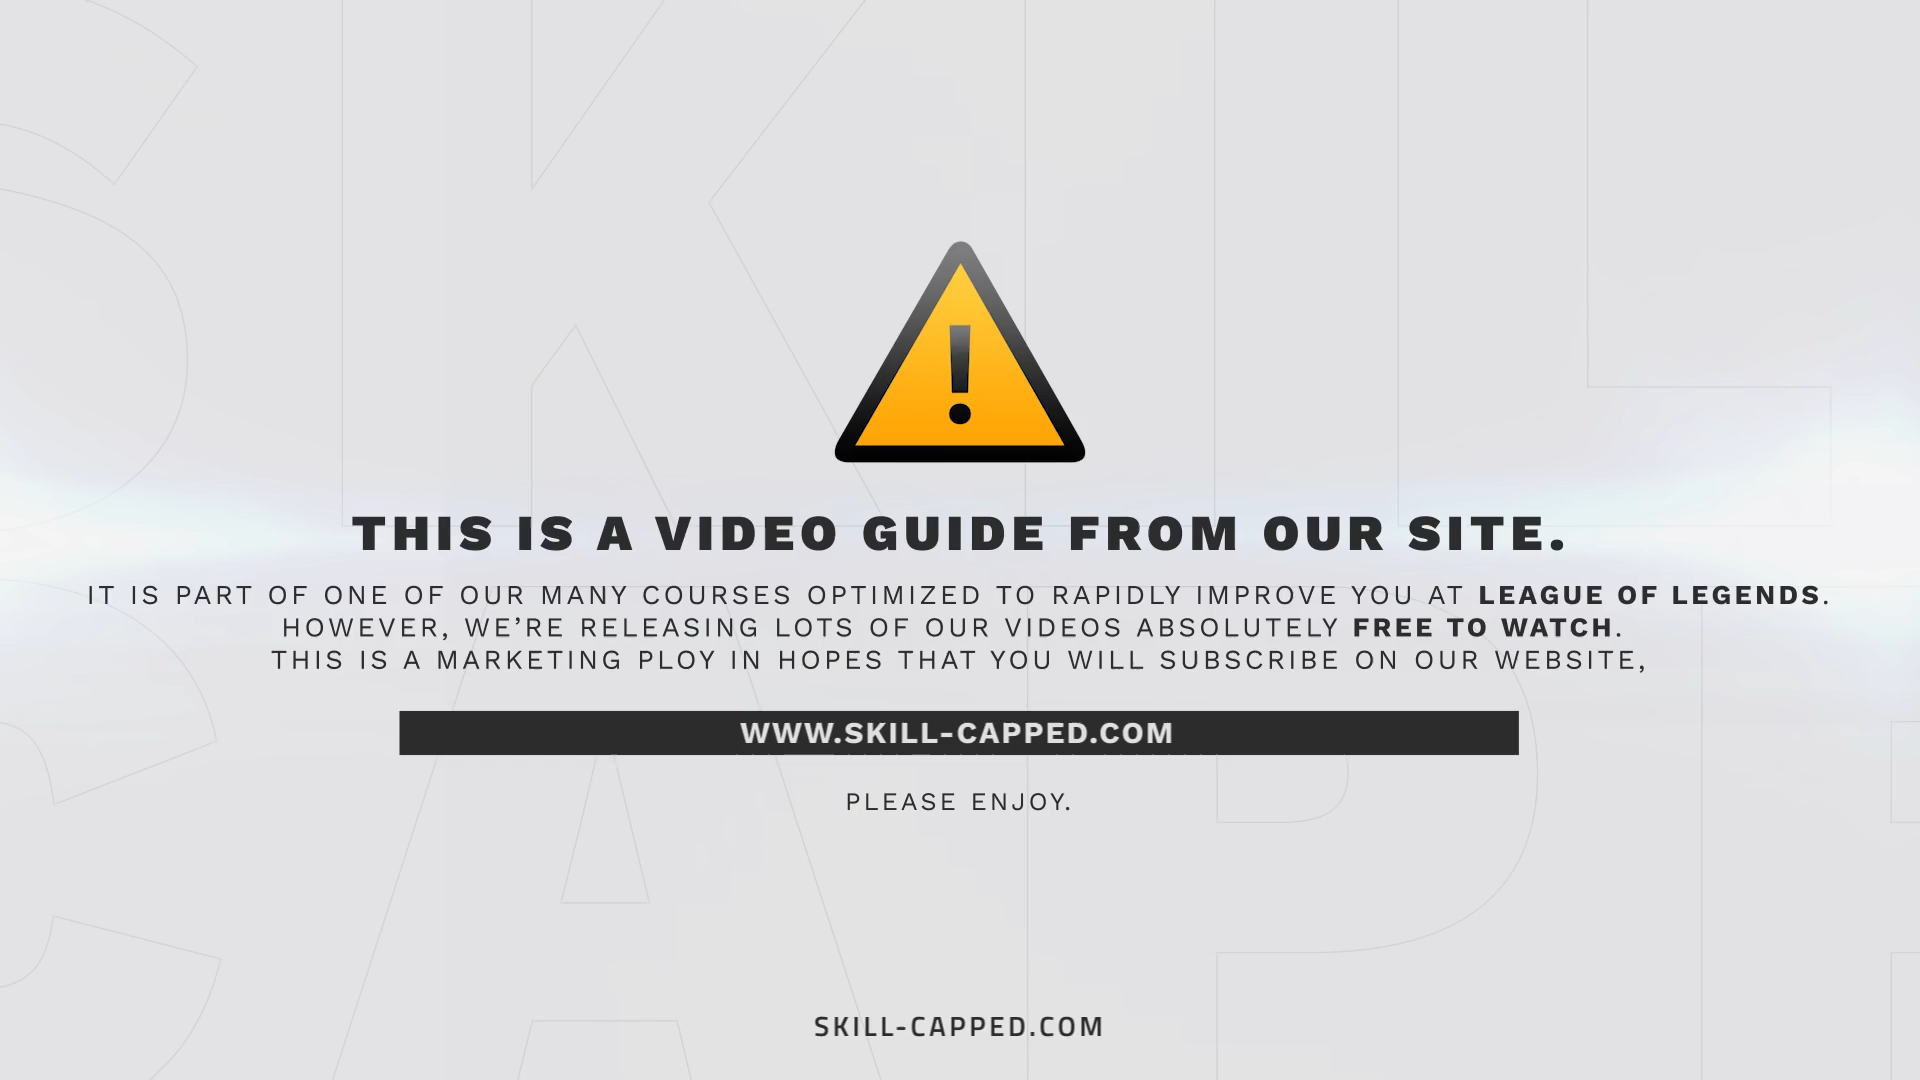 THIS IS A VIDEO GUIDE FROM OUR SITE.
IT IS PART OF ONE OF OUR MANY COURSES OPTIMIZED TO RAPIDLY IMPROVE YOU AT LEAGUE OF LEGENDS.
HOWEVER, WE’RE RELEASING LOTS OF OUR VIDEOS ABSOLUTELY FREE TO WATCH.
THIS IS A MARKETING PLOY IN HOPES THAT YOU WILL SUBSCRIBE ON OUR WEBSITE,
WWW.SKILL-CAPPED.COM
PLEASE ENJOY.
SKILL-CAPPED.COM